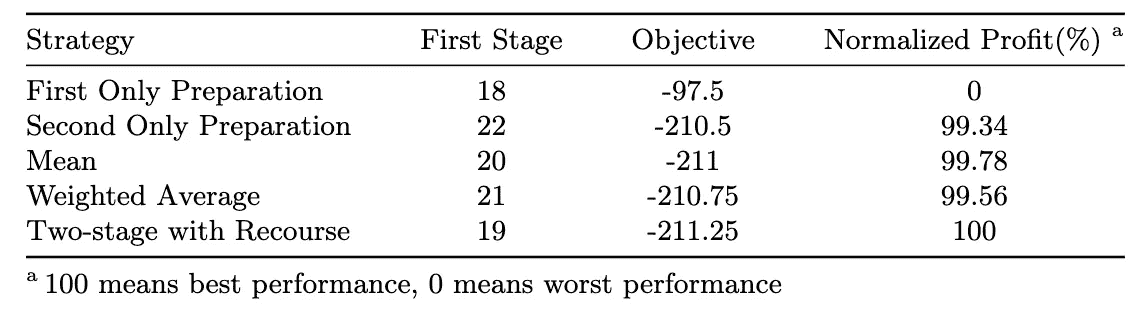 Strategy First Stage Objective Normalized Profit(%) a
First Only Preparation 18 -97.5 0
Second Only Preparation 22 -210.5 99.34
Mean 20 -211 99.78
Weighted Average 21 -210.75 99.56
Two-stage with Recourse 19 -211.25 100
a 100 means best performance, 0 means worst performance